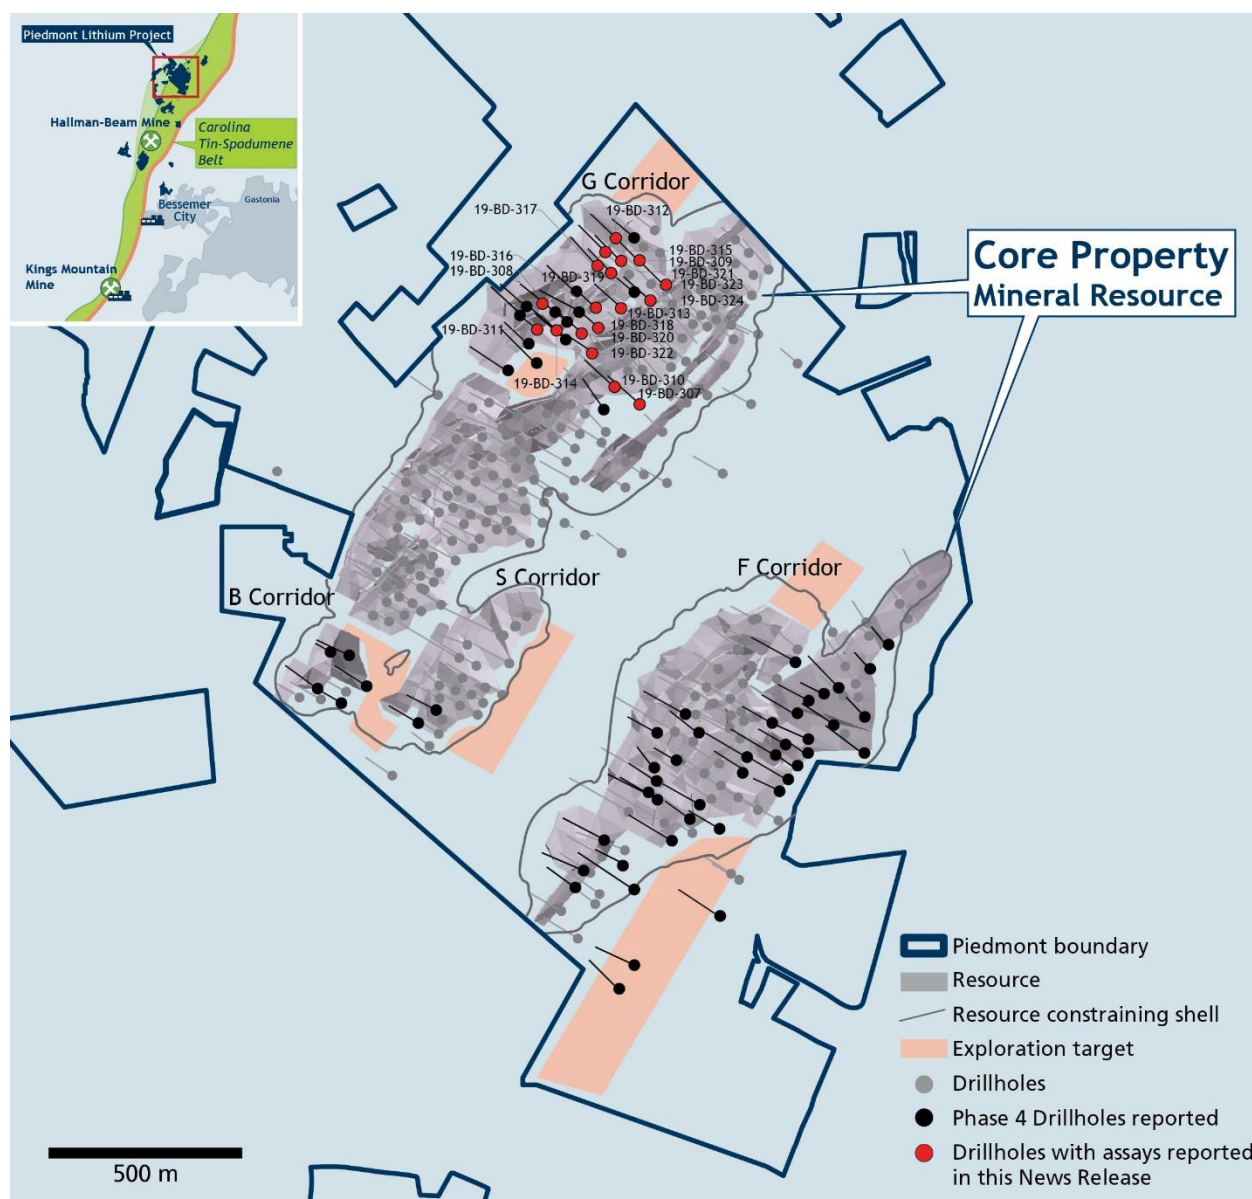 Piedmont Lithium Project
Hallman-Beam Mine
Carolina
Tin-Spodumene
Belt
Bessemer
City
Gastonia
Kings Mountain
Mine
G Corridor
19-BD-317
19-BD-312
19-BD-316
19-BD-315
19-BD-309
19-BD-308
19-BD-319
19-BD-321
19-BD-323
19-BD-324
19-BD-313
19-BD-311
19-BD-318
19-BD-320
19-BD-322
19-BD-314
19-BD-310
19-BD-307
Core Property
Mineral Resource
B Corridor
S Corridor
F Corridor
Piedmont boundary
Resource
Resource constraining shell
Exploration target
Drillholes
Phase 4 Drillholes reported
Drillholes with assays reported
in this News Release
500 m